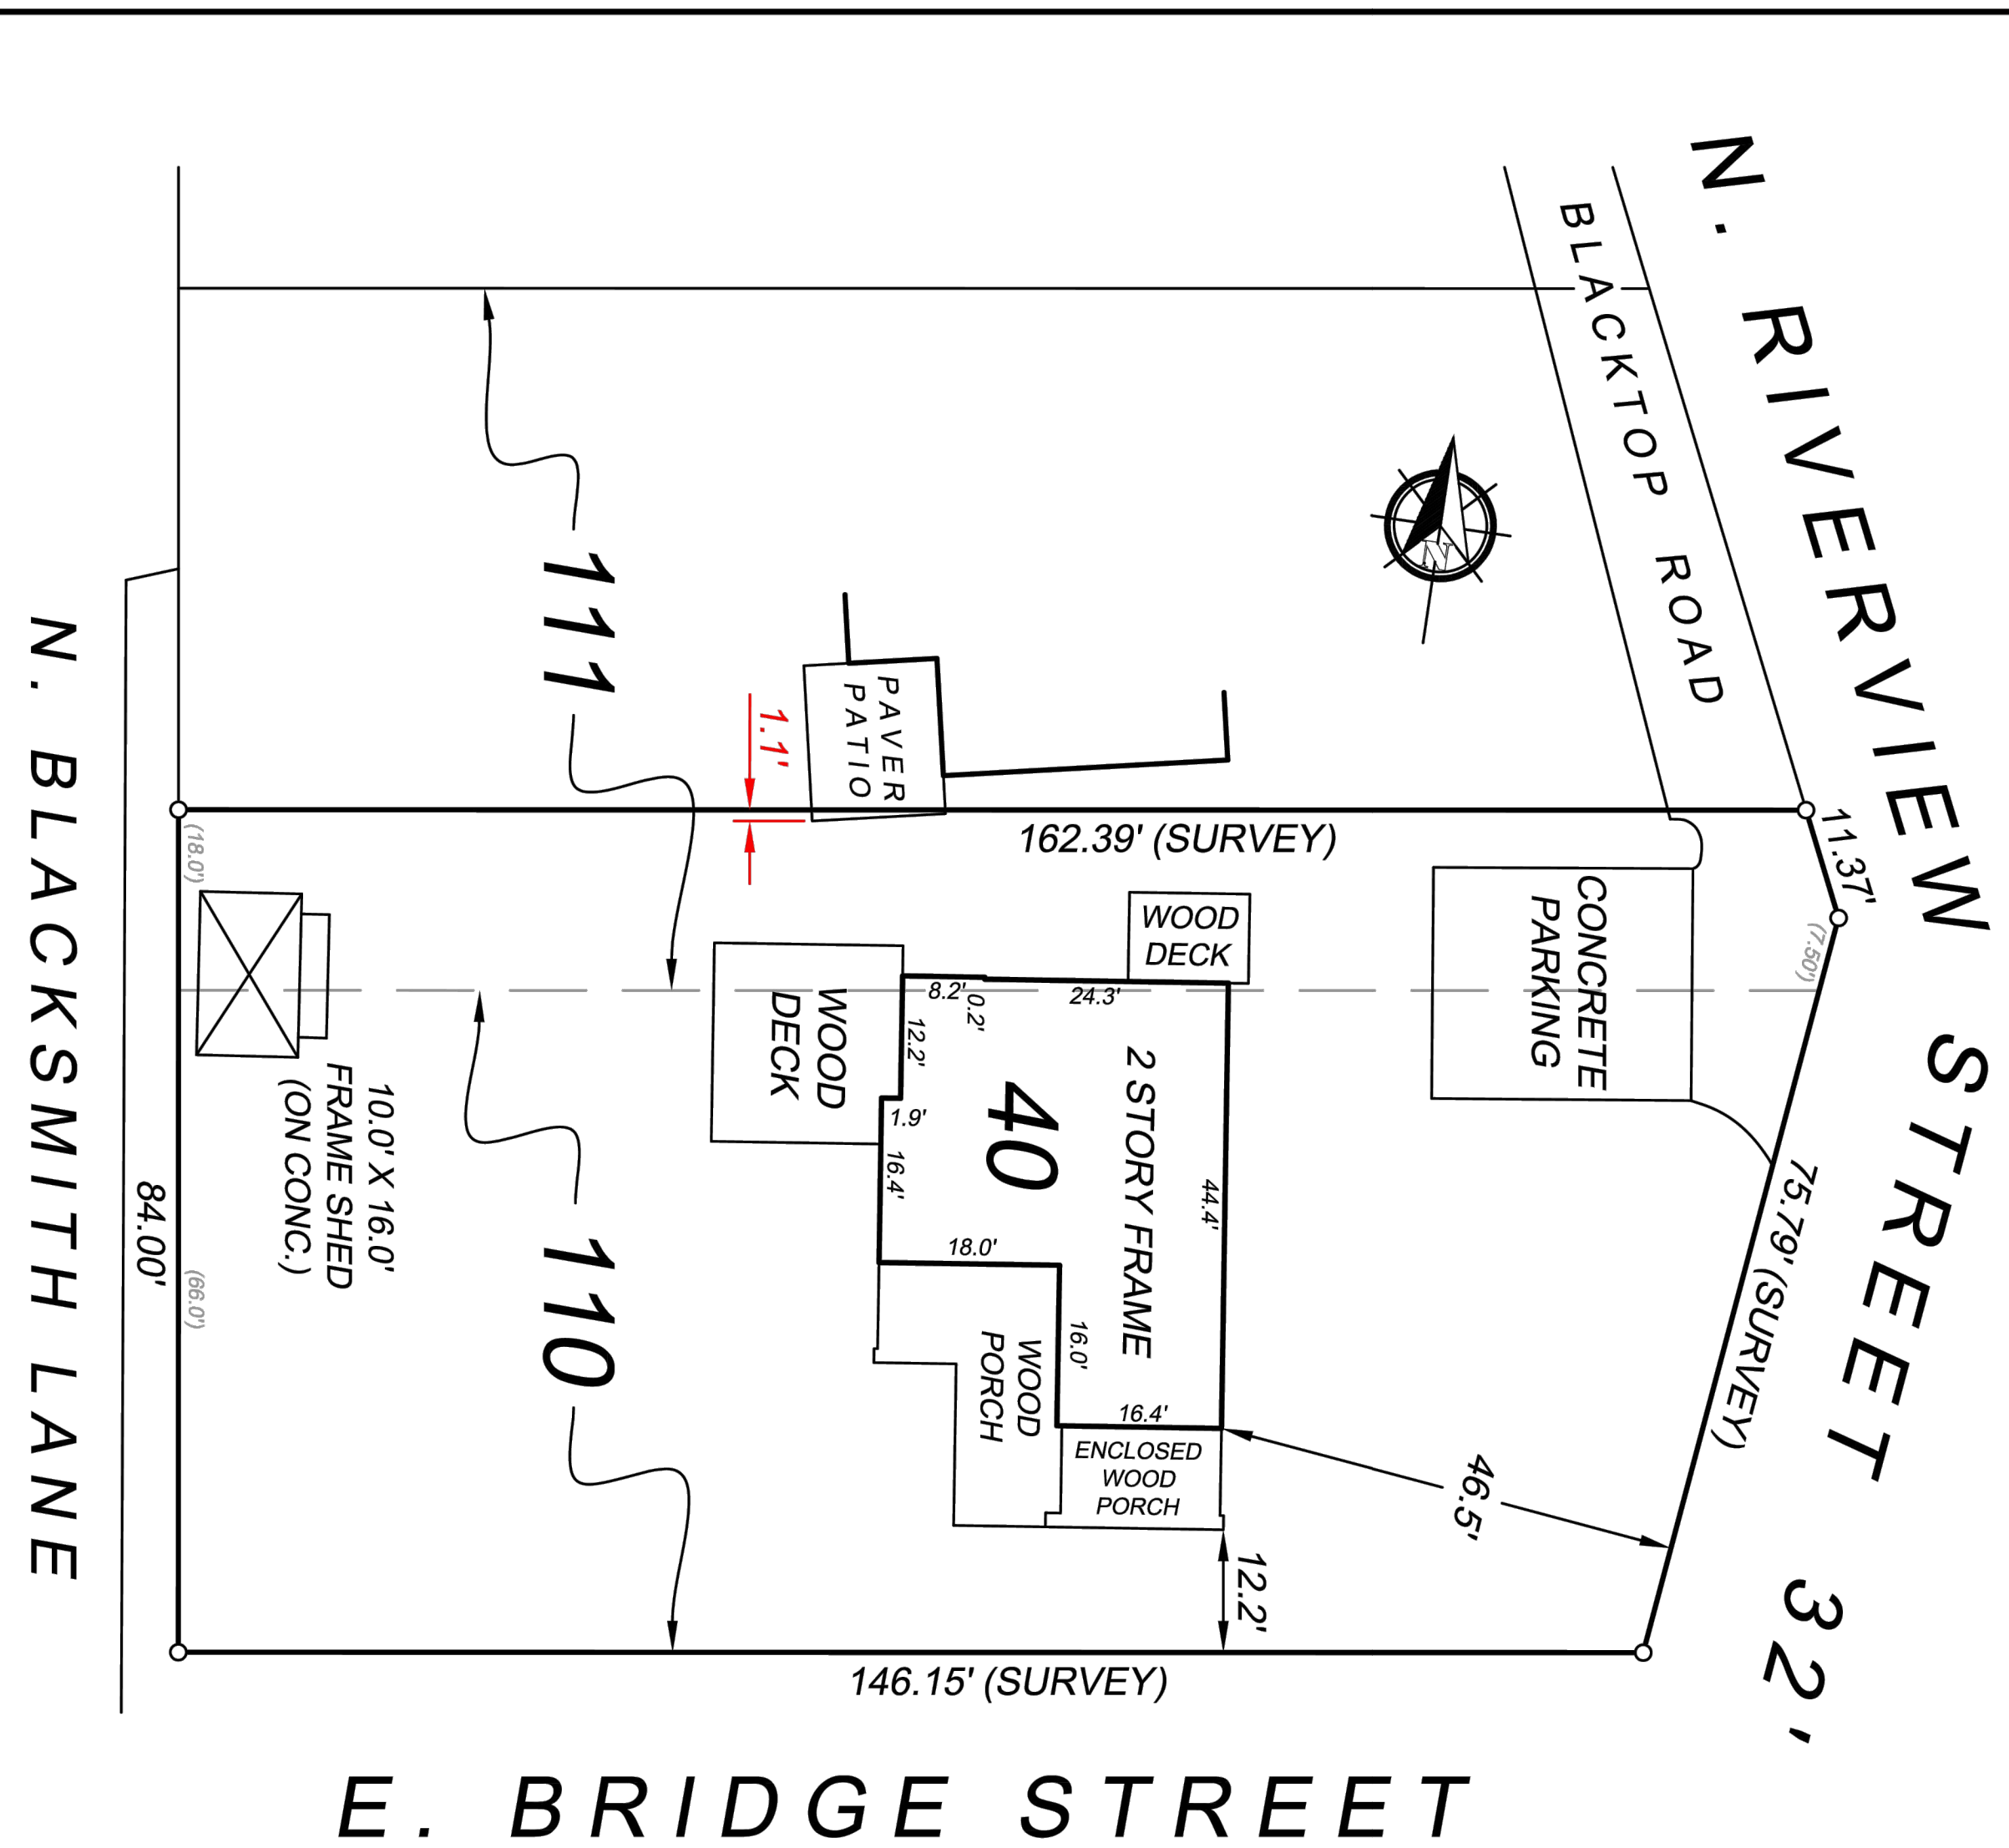 N. RIVERVIEW STREET 32'
BLACKTOP ROAD
N
111
PAVER
PATIO
1.1'
162.39' (SURVEY)
11.37'
(18.0')
(7.50')
CONCRETE
PARKING
WOOD
DECK
WOOD
DECK
8.2'
0.2'
24.3'
12.2'
1.9'
16.4'
40
2 STORY FRAME
44.4'
18.0'
16.0'
16.4'
10.0' X 16.0'
FRAME SHED
(ON CONC.)
75.79' (SURVEY)
84.00'
(66.0')
110
WOOD
PORCH
ENCLOSED
WOOD
PORCH
46.5'
12.2'
146.15' (SURVEY)
N. BLACKSMITH LANE
E. BRIDGE STREET